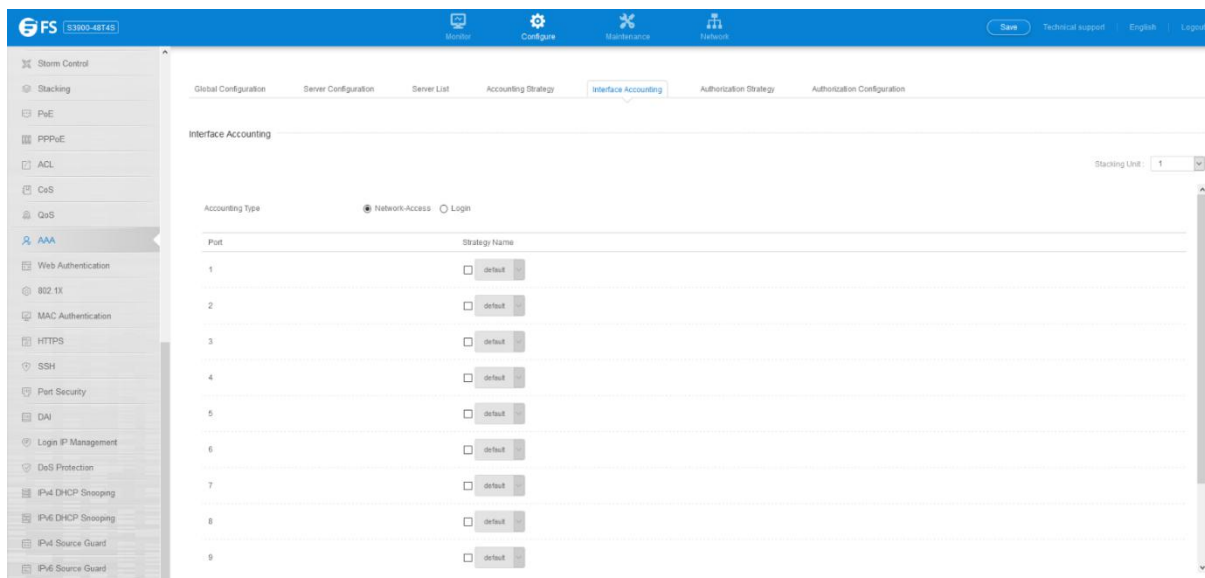 FS S3900-48T4S
Monitor
Configure
Maintenance
Network
Save
Technical support
English
Logout
Storm Control
Stacking
PoE
PPPoE
ACL
CoS
QoS
AAA
Web Authentication
802.1X
MAC Authentication
HTTPS
SSH
Port Security
DAI
Login IP Management
DoS Protection
IPv4 DHCP Snooping
IPv6 DHCP Snooping
IPv4 Source Guard
IPv6 Source Guard
Global Configuration
Server Configuration
Server List
Accounting Strategy
Interface Accounting
Authorization Strategy
Authorization Configuration
Interface Accounting
Stacking Unit : 1
Accounting Type Network-Access Login
Port Strategy Name
1 default
2 default
3 default
4 default
5 default
6 default
7 default
8 default
9 default